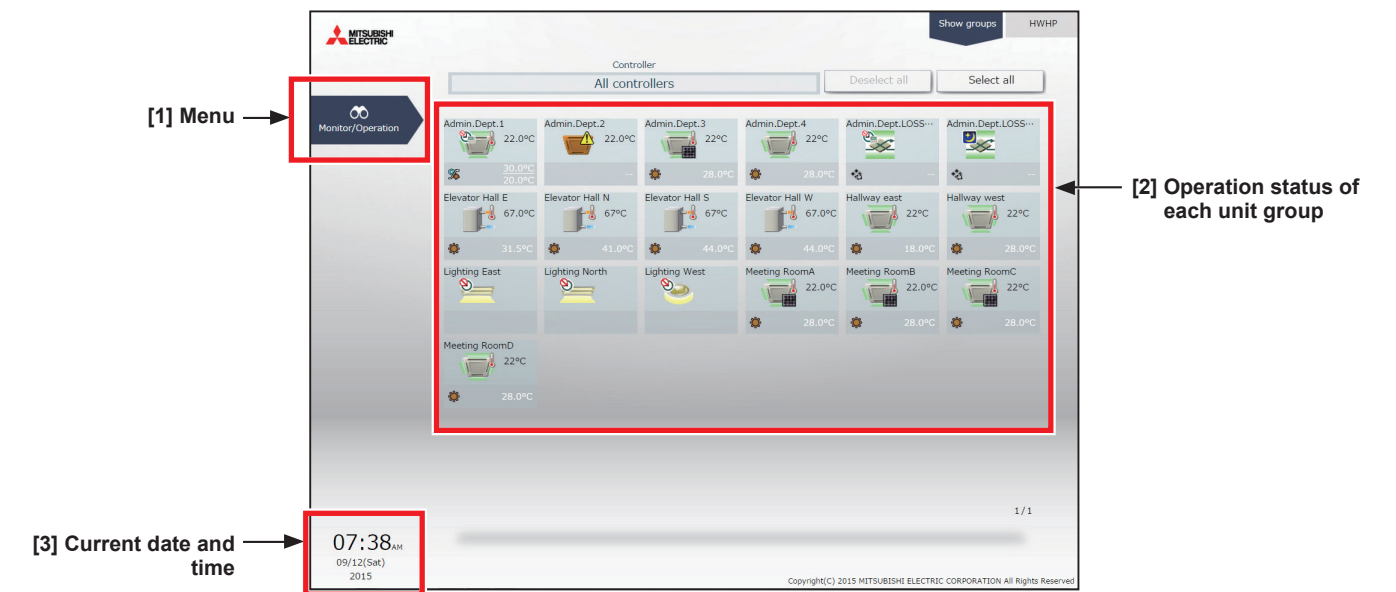 MITSUBISHI
ELECTRIC
Show groups
HWHP
Controller
All controllers
Deselect all
Select all
[1] Menu
Monitor/Operation
Admin.Dept.1
22.0°C
30.0°C
20.0°C
Admin.Dept.2
22.0°C
--
Admin.Dept.3
22°C
28.0°C
Admin.Dept.4
22°C
28.0°C
Admin.Dept.LOSS…
--
Admin.Dept.LOSS…
--
[2] Operation status of
each unit group
Elevator Hall E
67.0°C
31.5°C
Elevator Hall N
67°C
41.0°C
Elevator Hall S
67°C
44.0°C
Elevator Hall W
67.0°C
44.0°C
Hallway east
22°C
18.0°C
Hallway west
22°C
28.0°C
Lighting East
Lighting North
Lighting West
Meeting RoomA
22.0°C
28.0°C
Meeting RoomB
22.0°C
28.0°C
Meeting RoomC
22°C
28.0°C
Meeting RoomD
22°C
28.0°C
1/1
[3] Current date and
time
07:38AM
09/12(Sat)
2015
Copyright(C) 2015 MITSUBISHI ELECTRIC CORPORATION All Rights Reserved